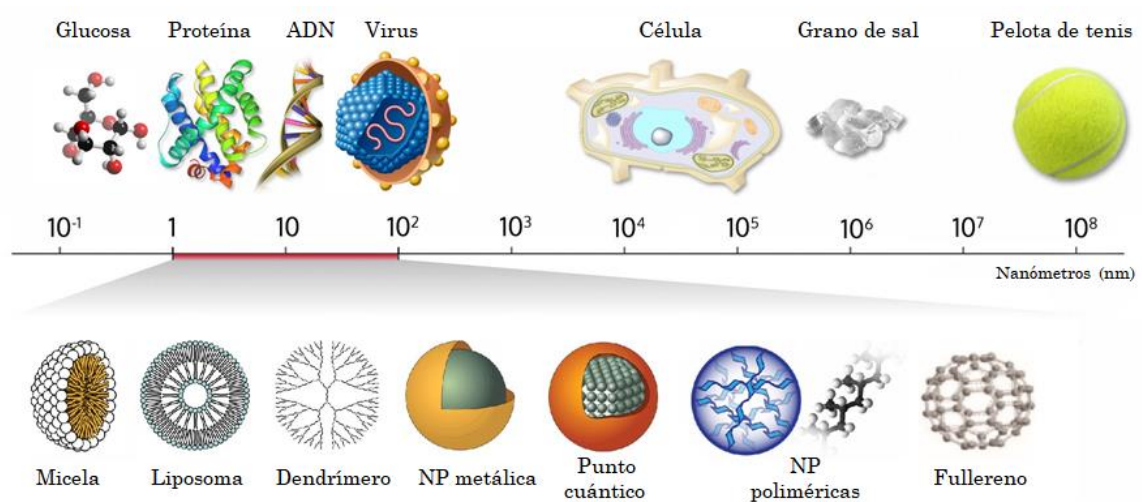 Glucosa Proteína ADN Virus Célula Grano de sal Pelota de tenis
10⁻¹ 1 10 10² 10³ 10⁴ 10⁵ 10⁶ 10⁷ 10⁸
Nanómetros (nm)
Micela Liposoma Dendrímero NP metálica Punto cuántico NP poliméricas Fullereno